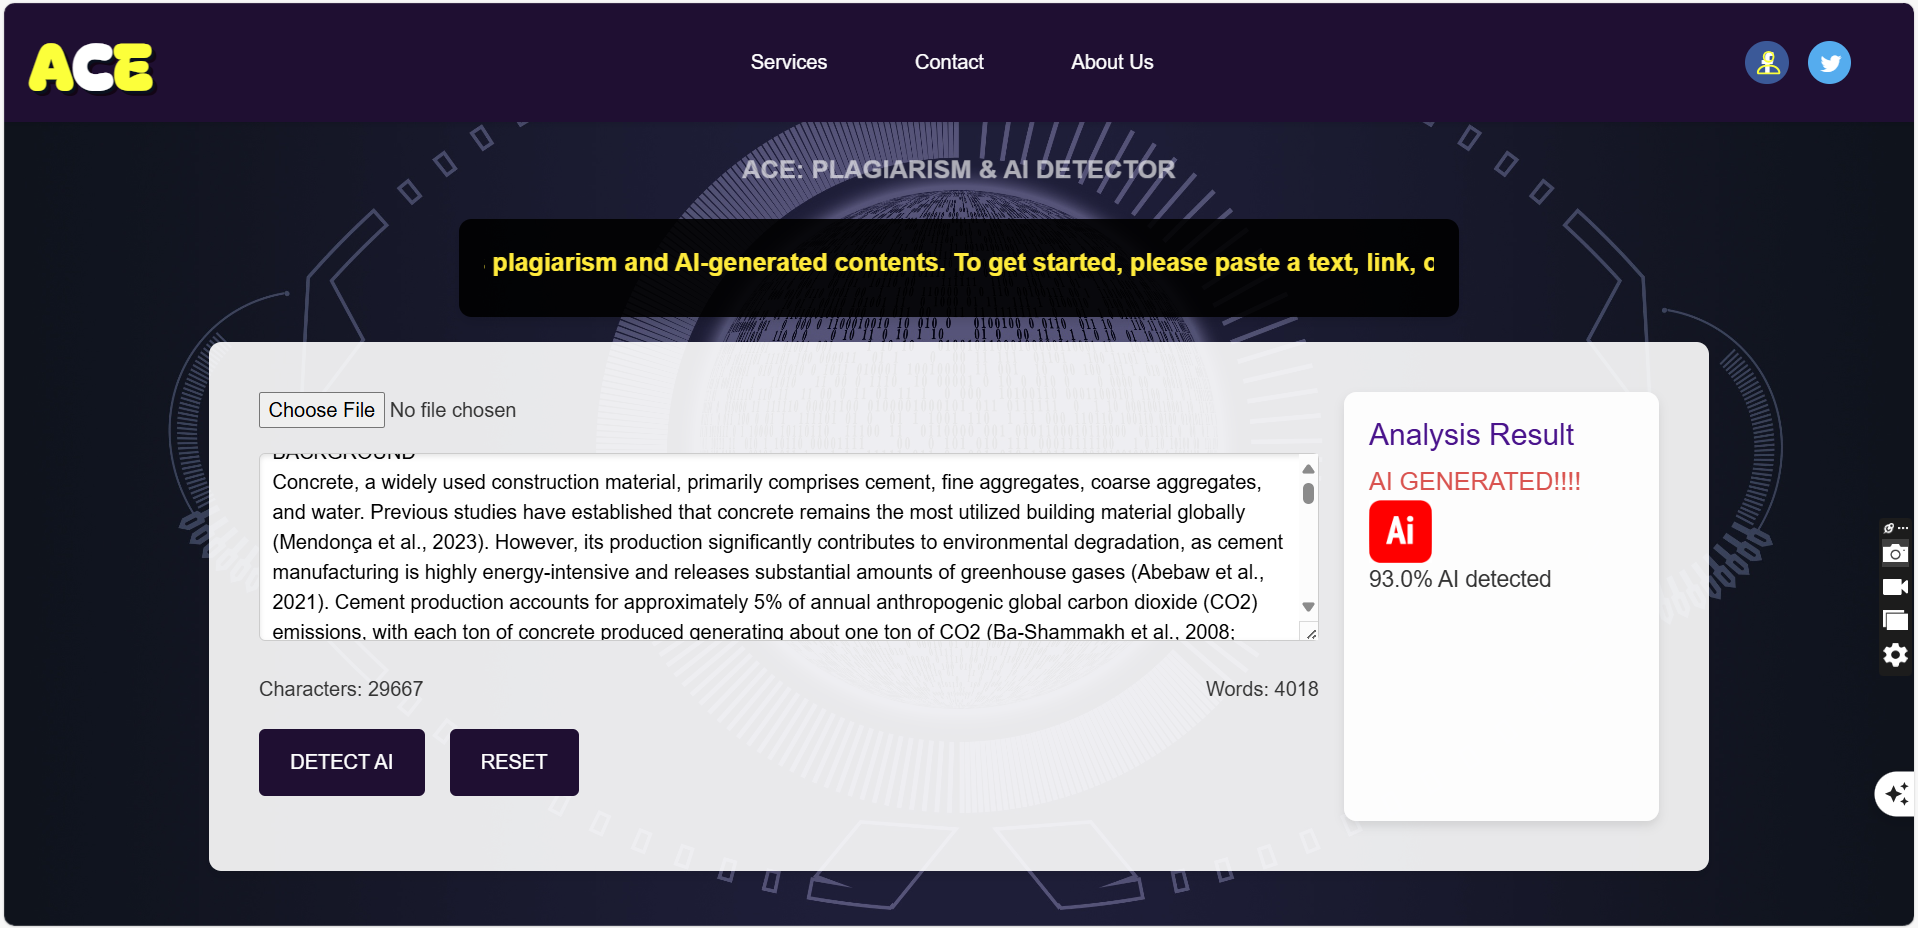 ACE
Services
Contact
About Us
ACE: PLAGIARISM & AI DETECTOR
plagiarism and AI-generated contents. To get started, please paste a text, link,
Choose File No file chosen
BACKGROUND
Concrete, a widely used construction material, primarily comprises cement, fine aggregates, coarse aggregates,
and water. Previous studies have established that concrete remains the most utilized building material globally
(Mendonça et al., 2023). However, its production significantly contributes to environmental degradation, as cement
manufacturing is highly energy-intensive and releases substantial amounts of greenhouse gases (Abebaw et al.,
2021). Cement production accounts for approximately 5% of annual anthropogenic global carbon dioxide (CO2)
emissions, with each ton of concrete produced generating about one ton of CO2 (Ba-Shammakh et al., 2008;
Characters: 29667
Words: 4018
DETECT AI
RESET
Analysis Result
AI GENERATED!!!!
Ai
93.0% AI detected